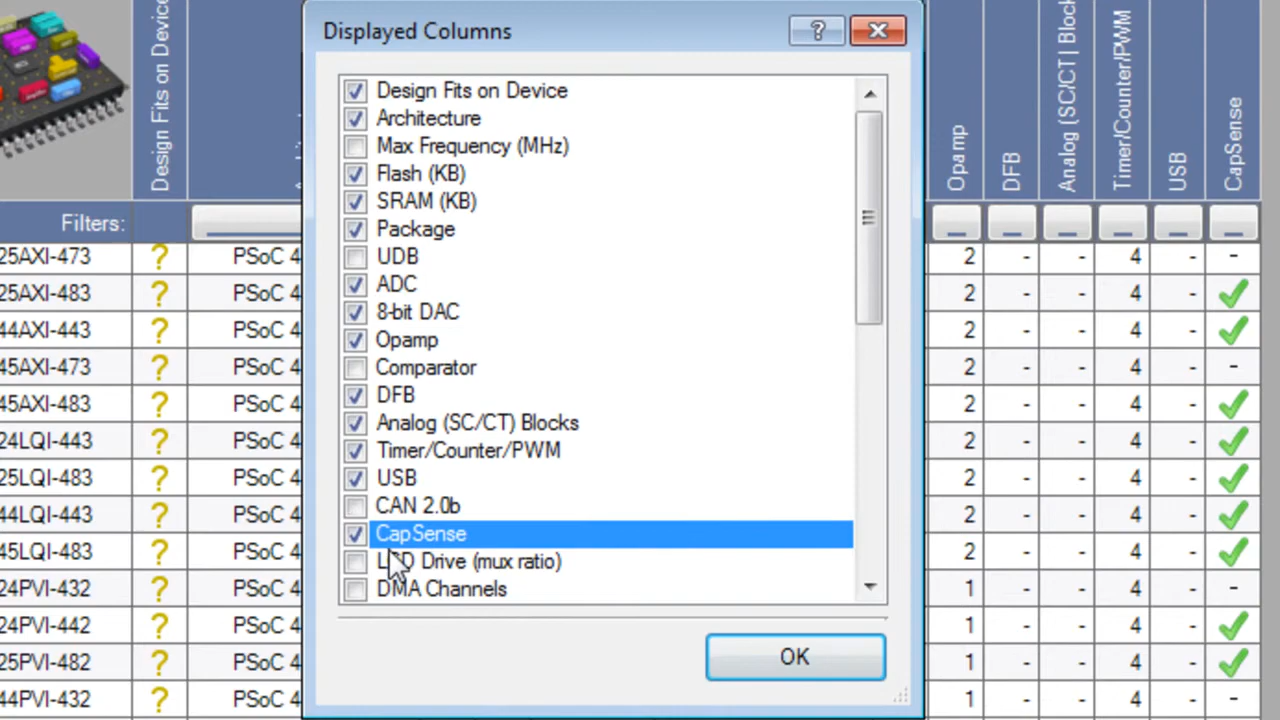 Displayed Columns
?
Design Fits on Device
Architecture
Max Frequency (MHz)
Flash (KB)
SRAM (KB)
Package
UDB
ADC
8-bit DAC
Opamp
Comparator
DFB
Analog (SC/CT) Blocks
Timer/Counter/PWM
USB
CAN 2.0b
CapSense
LCD Drive (mux ratio)
DMA Channels
OK
Design Fits on Device
Opamp
DFB
Analog (SC/CT) Block
Timer/Counter/PWM
USB
CapSense
Filters:
25AXI-473 ? PSoC 4 2 - - 4 - -
25AXI-483 ? PSoC 4 2 - - 4 -
44AXI-443 ? PSoC 4 2 - - 4 -
45AXI-473 ? PSoC 4 2 - - 4 - -
45AXI-483 ? PSoC 4 2 - - 4 -
24LQI-443 ? PSoC 4 2 - - 4 -
25LQI-483 ? PSoC 4 2 - - 4 -
44LQI-443 ? PSoC 4 2 - - 4 -
45LQI-483 ? PSoC 4 2 - - 4 -
24PVI-432 ? PSoC 4 1 - - 4 - -
24PVI-442 ? PSoC 4 1 - - 4 -
25PVI-482 ? PSoC 4 1 - - 4 -
44PVI-432 ? PSoC 4 1 - - 4 - -